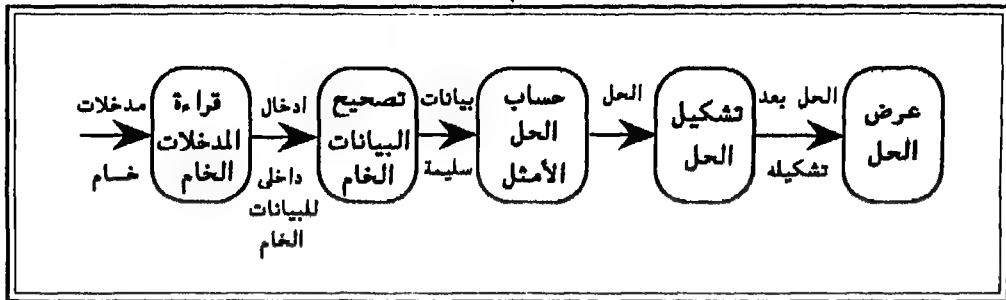 مدخلات
خام
قراءة
المدخلات
الخام
ادخال
داخلى
للبيانات
الخام
تصحيح
البيانات
الخام
بيانات
سليمة
حساب
الحل
الأمثل
الحل
تشكيل
الحل
الحل بعد
تشكيله
عرض
الحل